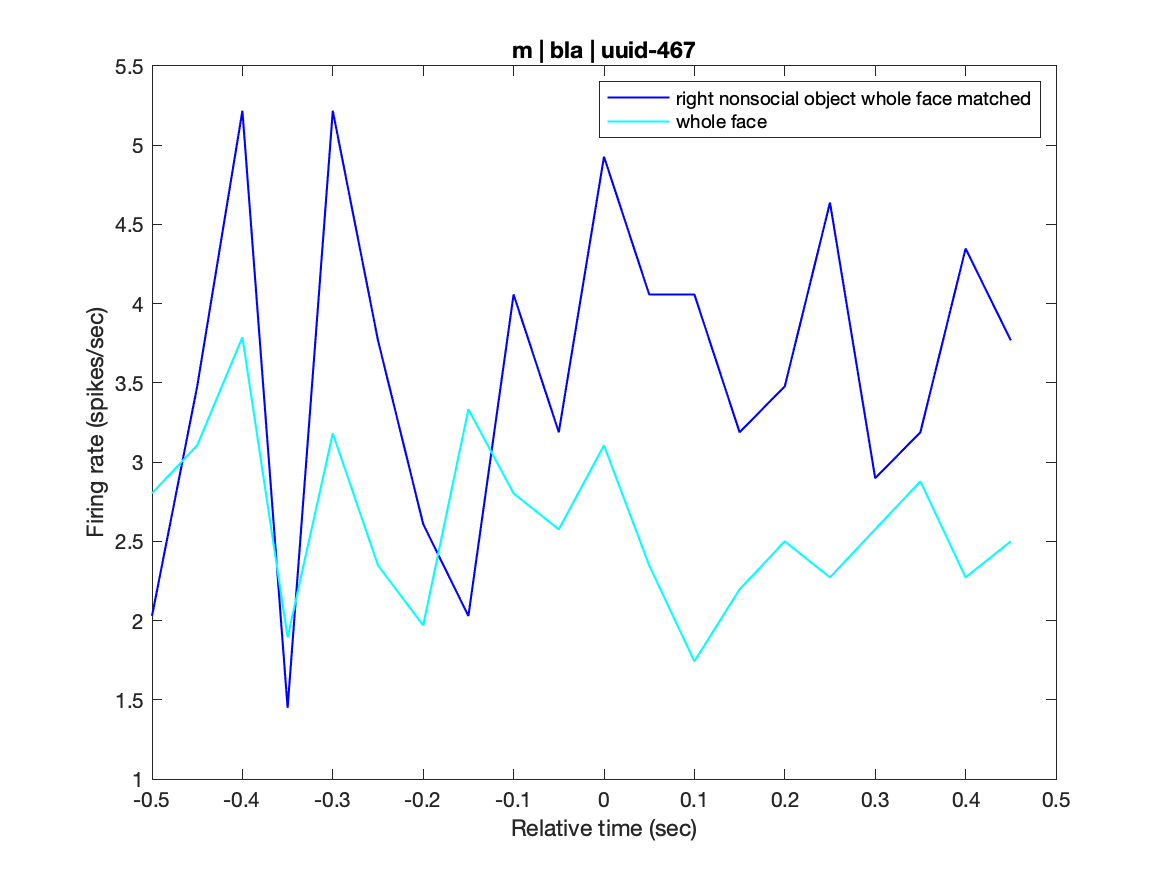 m | bla | uuid-467
right nonsocial object whole face matched
whole face
5.5
5
4.5
4
3.5
3
2.5
2
1.5
1
Firing rate (spikes/sec)
-0.5 -0.4 -0.3 -0.2 -0.1 0 0.1 0.2 0.3 0.4 0.5
Relative time (sec)